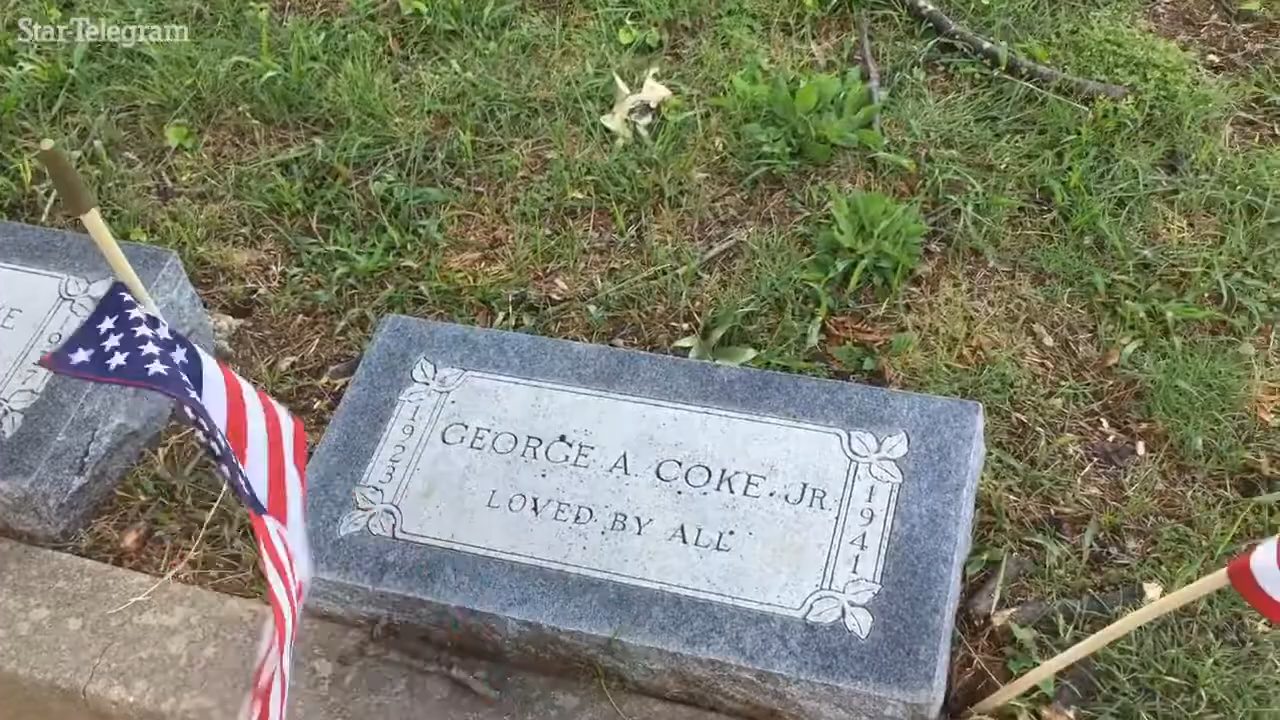 Star-Telegram
GEORGE A. COKE JR.
LOVED BY ALL
1923
1941